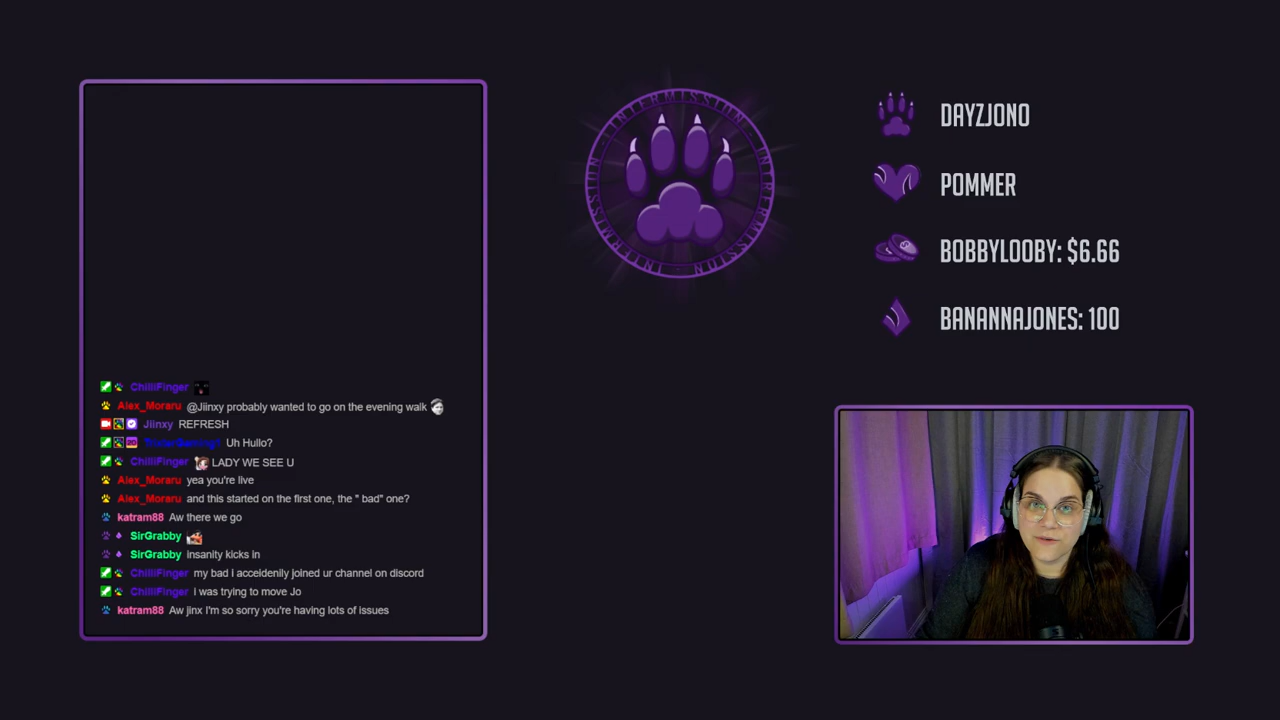 INTERMISSION - INTERMISSION - INTERMISSION -
DAYZJONO
POMMER
BOBBYLOOBY: $6.66
BANANNAJONES: 100
ChilliFinger
Alex_Moraru @Jiinxy probably wanted to go on the evening walk
Jiinxy REFRESH
Uh Hullo?
ChilliFinger LADY WE SEE U
Alex_Moraru yea you're live
Alex_Moraru and this started on the first one, the " bad" one?
katram88 Aw there we go
SirGrabby
SirGrabby insanity kicks in
ChilliFinger my bad i acceidenily joined ur channel on discord
ChilliFinger I was trying to move Jo
katram88 Aw jinx I'm so sorry you're having lots of issues